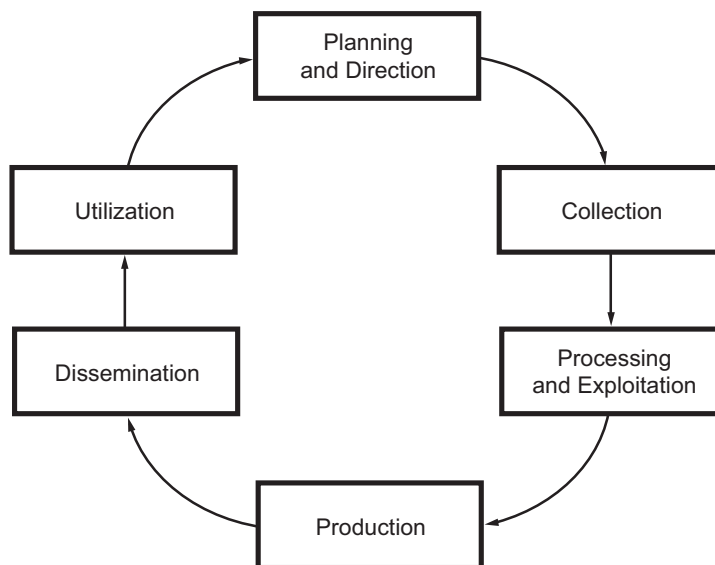 Planning
and Direction
Collection
Processing
and Exploitation
Production
Dissemination
Utilization